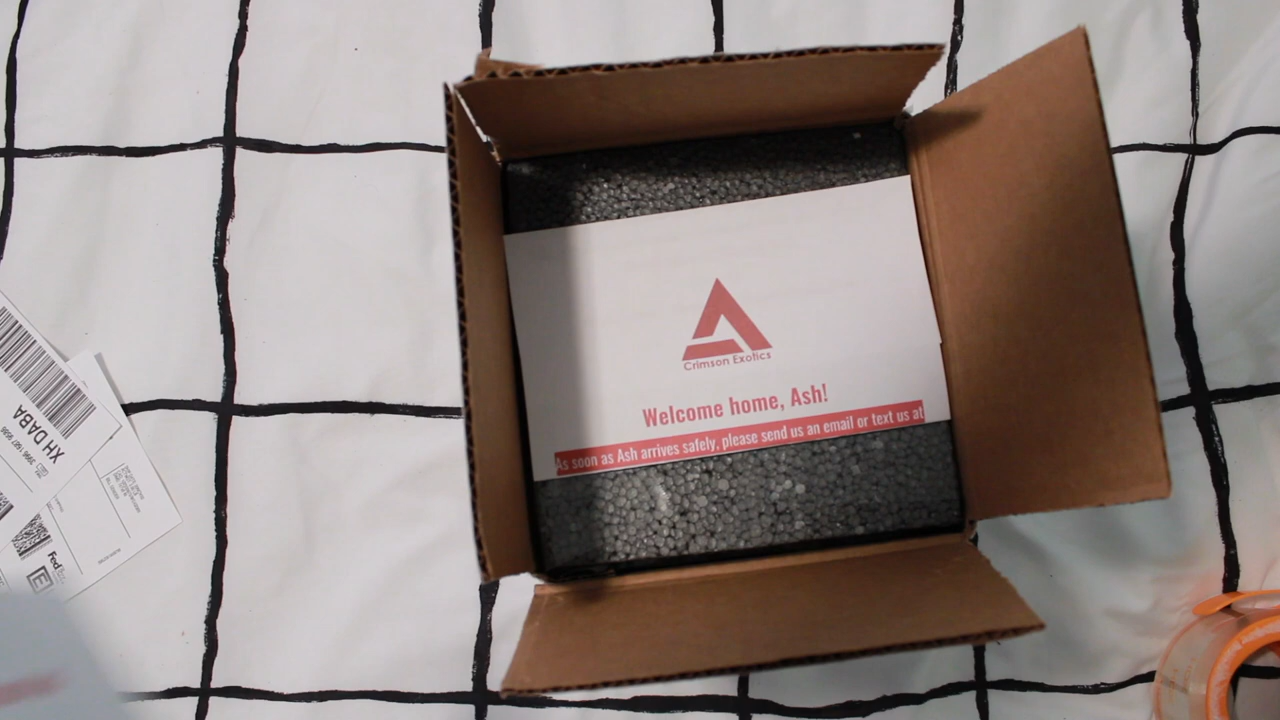 Crimson Exotics
Welcome home, Ash!
As soon as Ash arrives safely, please send us an email or text us at
XH DABA
FedEx
E